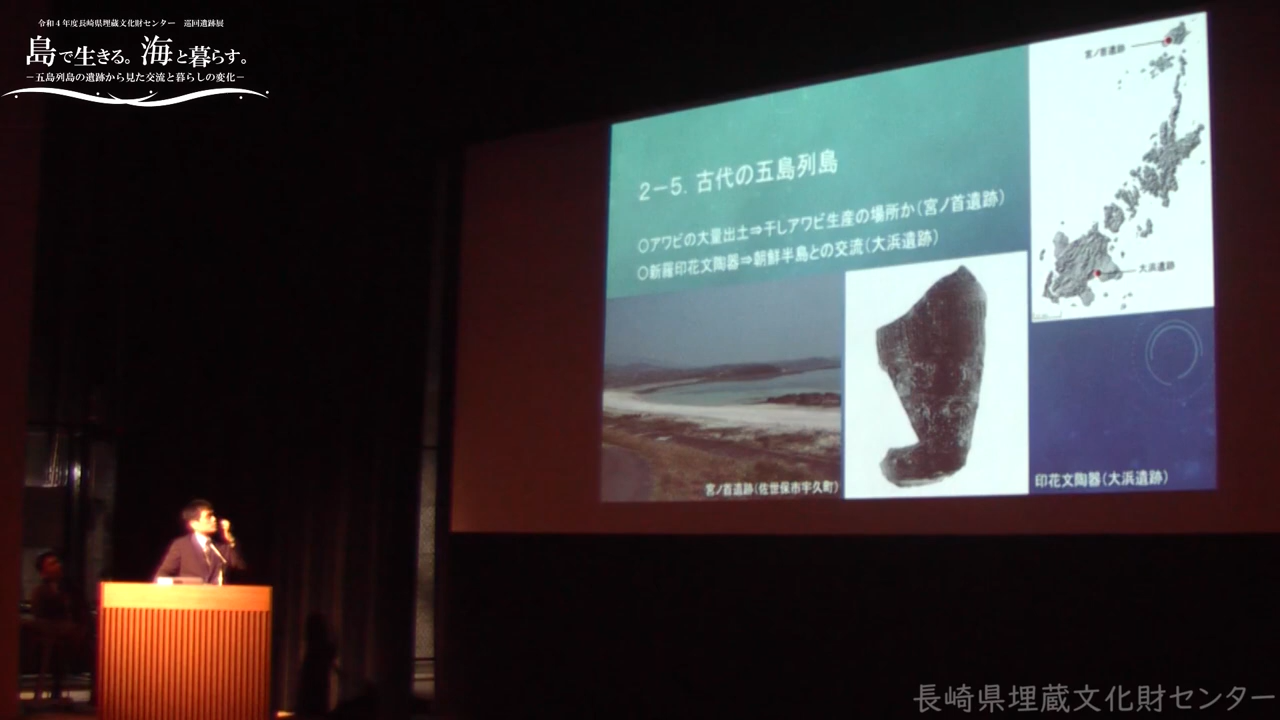 令和4年度長崎県埋蔵文化財センター 巡回遺跡展
島で生きる。海と暮らす。
－五島列島の遺跡から見た交流と暮らしの変化－
2－5. 古代の五島列島
○アワビの大量出土⇒干しアワビ生産の場所か(宮ノ首遺跡)
○新羅印花文陶器⇒朝鮮半島との交流(大浜遺跡)
宮ノ首遺跡
大浜遺跡
宮ノ首遺跡(佐世保市宇久町)
印花文陶器(大浜遺跡)
長崎県埋蔵文化財センター